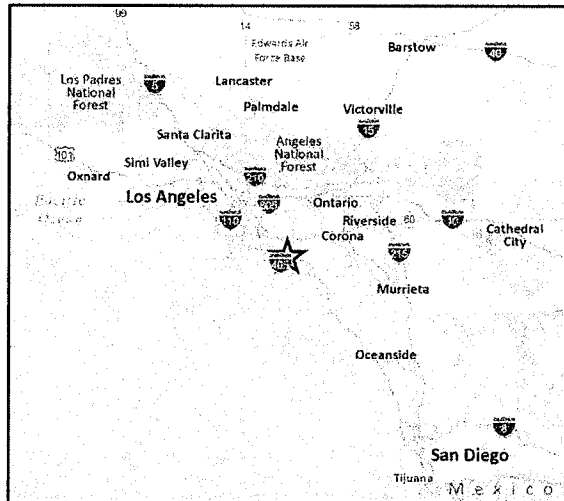 99
14
58
Edwards Air
Force Base
Barstow
40
Los Padres
National
Forest
5
Lancaster
Palmdale
Victorville
15
Santa Clarita
Angeles
National
Forest
101
Simi Valley
Oxnard
210
Pacific
Ocean
Los Angeles
605
Ontario
110
Riverside
60
10
Corona
Cathedral
City
405
215
Murrieta
Oceanside
8
San Diego
Tijuana
Mexico